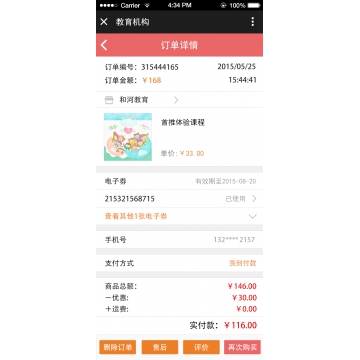 Carrier 4:34 PM 100%
教育机构
订单详情
订单编号：315444165 2015/05/25
订单金额：￥168 15:44:41
和河教育
首推体验课程
单价：￥33.00
电子券 有效期至2015-06-20
215321568715 已使用
查看其他1张电子券
手机号 132****2157
支付方式 货到付款
商品总额： ￥146.00
－优惠： ￥30.00
＋运费： ￥0.00
实付款：￥116.00
删除订单 售后 评价 再次购买